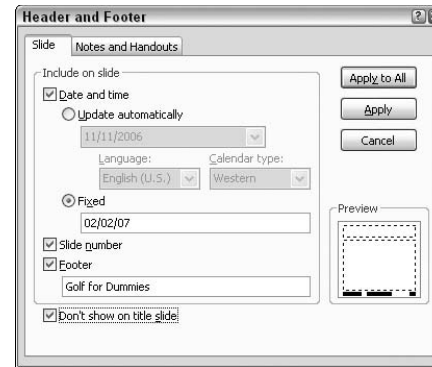 Header and Footer
Slide
Notes and Handouts
Include on slide
Date and time
Update automatically
11/11/2006
Language:
Calendar type:
English (U.S.)
Western
Fixed
02/02/07
Slide number
Footer
Golf for Dummies
Don't show on title slide
Apply to All
Apply
Cancel
Preview